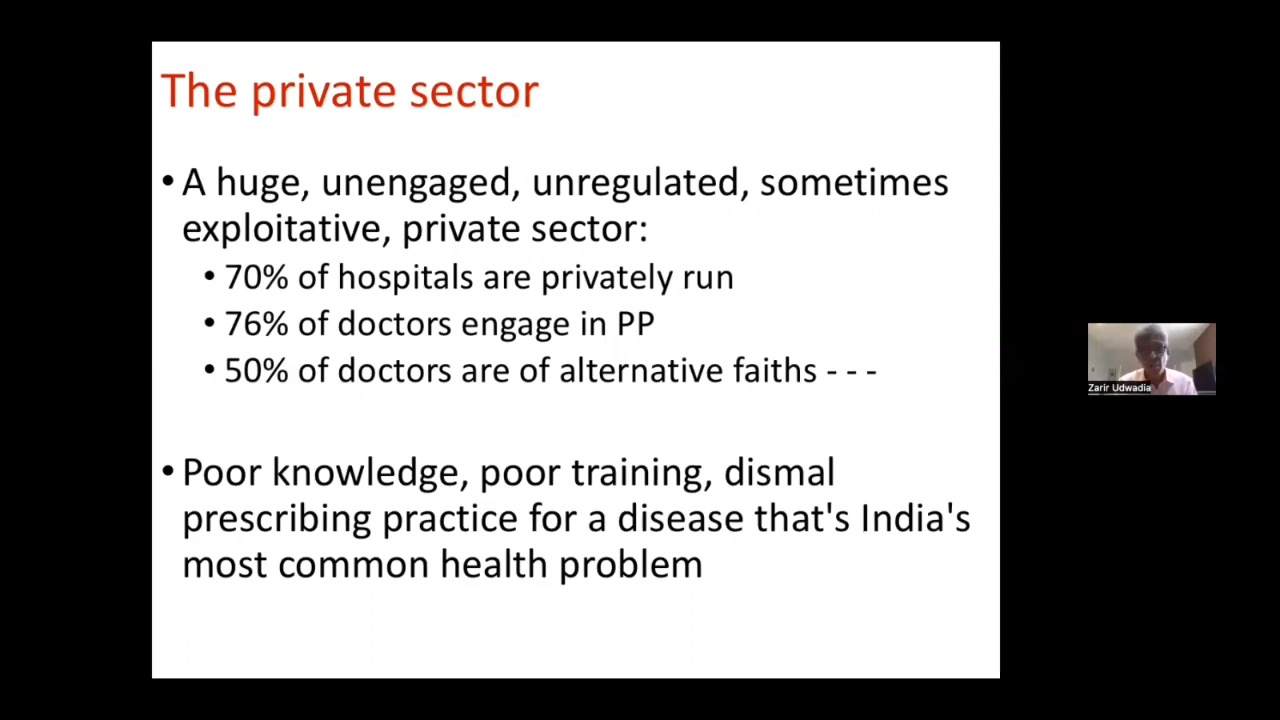 The private sector
• A huge, unengaged, unregulated, sometimes
exploitative, private sector:
• 70% of hospitals are privately run
• 76% of doctors engage in PP
• 50% of doctors are of alternative faiths - - -
• Poor knowledge, poor training, dismal
prescribing practice for a disease that's India's
most common health problem
Zarir Udwadia